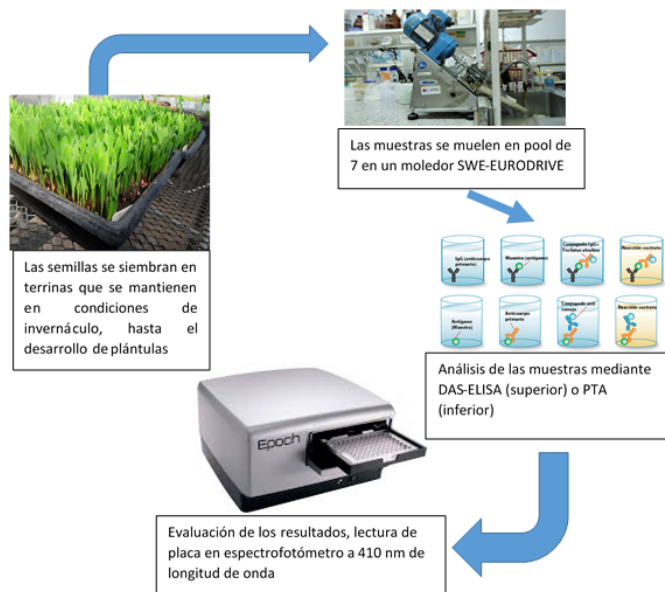 Las muestras se muelen en pool de
7 en un moledor SWE-EURODRIVE
Las semillas se siembran en
terrinas que se mantienen
en condiciones de
invernáculo, hasta el
desarrollo de plántulas
IgG (anticuerpo
primario)
Muestra (antígeno)
Conjugado IgG+
Fosfatasa alcalina
Reacción sustrato
Antígeno
(Muestra)
Anticuerpo
primario
Conjugado anti
conejo
Reacción sustrato
Análisis de las muestras mediante
DAS-ELISA (superior) o PTA
(inferior)
Epoch
Evaluación de los resultados, lectura de
placa en espectrofotómetro a 410 nm de
longitud de onda